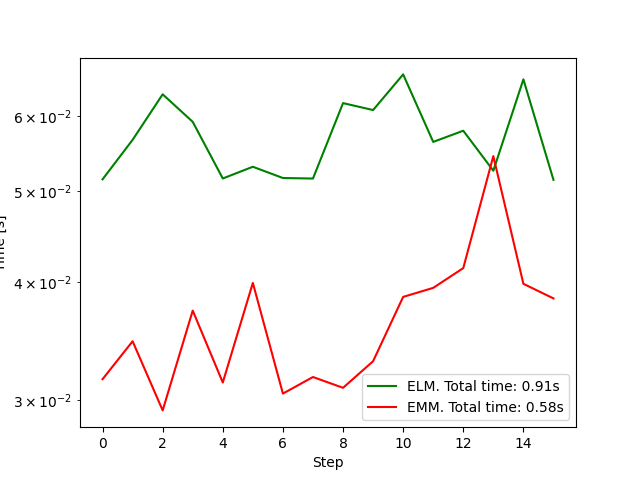 6 × 10⁻²
5 × 10⁻²
4 × 10⁻²
3 × 10⁻²
Time [s]
0 2 4 6 8 10 12 14
Step
ELM. Total time: 0.91s
EMM. Total time: 0.58s